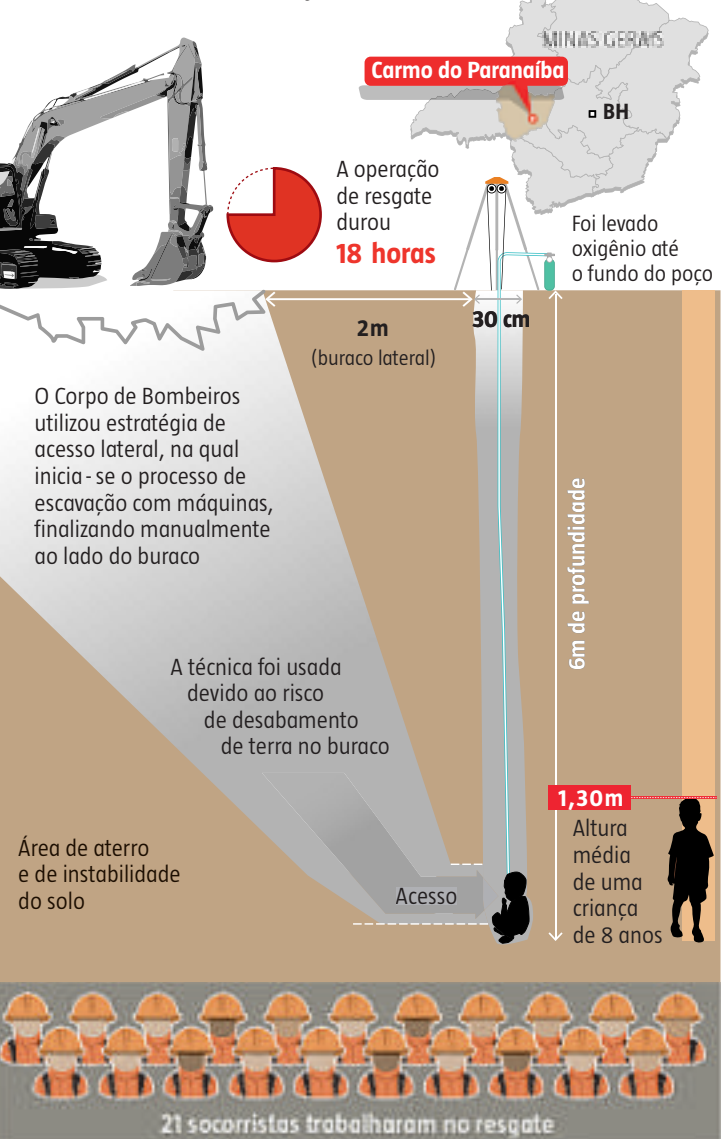 MINAS GERAIS
Carmo do Paranaíba
BH
A operação
de resgate
durou
18 horas
Foi levado
oxigênio até
o fundo do poço
2m
(buraco lateral)
30 cm
O Corpo de Bombeiros
utilizou estratégia de
acesso lateral, na qual
inicia-se o processo de
escavação com máquinas,
finalizando manualmente
ao lado do buraco
6m de profundidade
A técnica foi usada
devido ao risco
de desabamento
de terra no buraco
1,30m
Altura
média
de uma
criança
de 8 anos
Área de aterro
e de instabilidade
do solo
Acesso
21 socorristas trabalharam no resgate